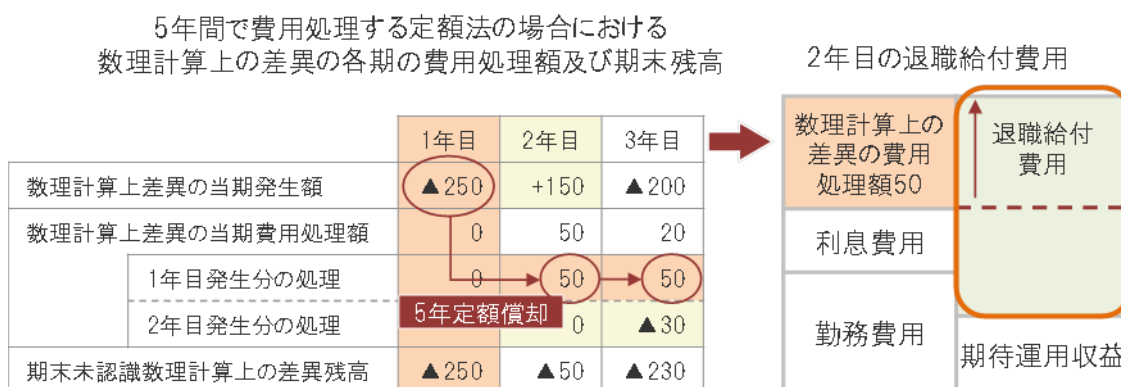 5年間で費用処理する定額法の場合における
数理計算上の差異の各期の費用処理額及び期末残高
1年目 2年目 3年目
数理計算上差異の当期発生額 ▲250 +150 ▲200
数理計算上差異の当期費用処理額 0 50 20
1年目発生分の処理 0 50 50
5年定額償却
2年目発生分の処理 0 ▲30
期末未認識数理計算上の差異残高 ▲250 ▲50 ▲230
2年目の退職給付費用
数理計算上の
差異の費用
処理額50
利息費用
勤務費用
退職給付
費用
期待運用収益